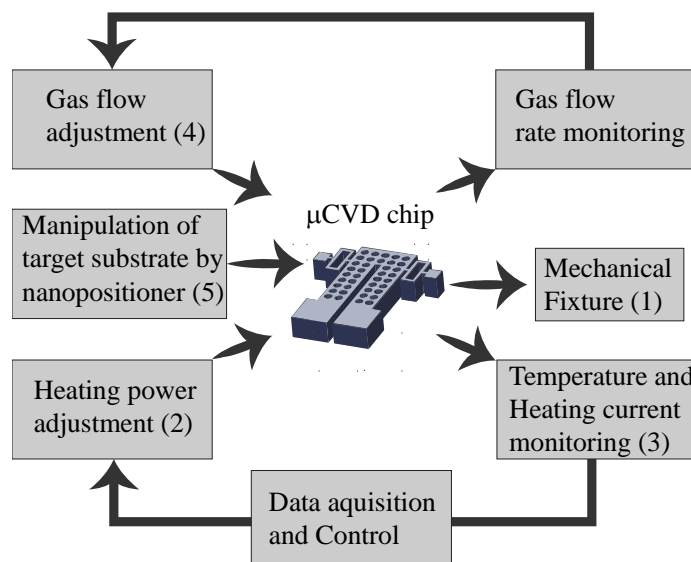 Gas flow
adjustment (4)
Gas flow
rate monitoring
μCVD chip
Manipulation of
target substrate by
nanopositioner (5)
Mechanical
Fixture (1)
Heating power
adjustment (2)
Temperature and
Heating current
monitoring (3)
Data aquisition
and Control